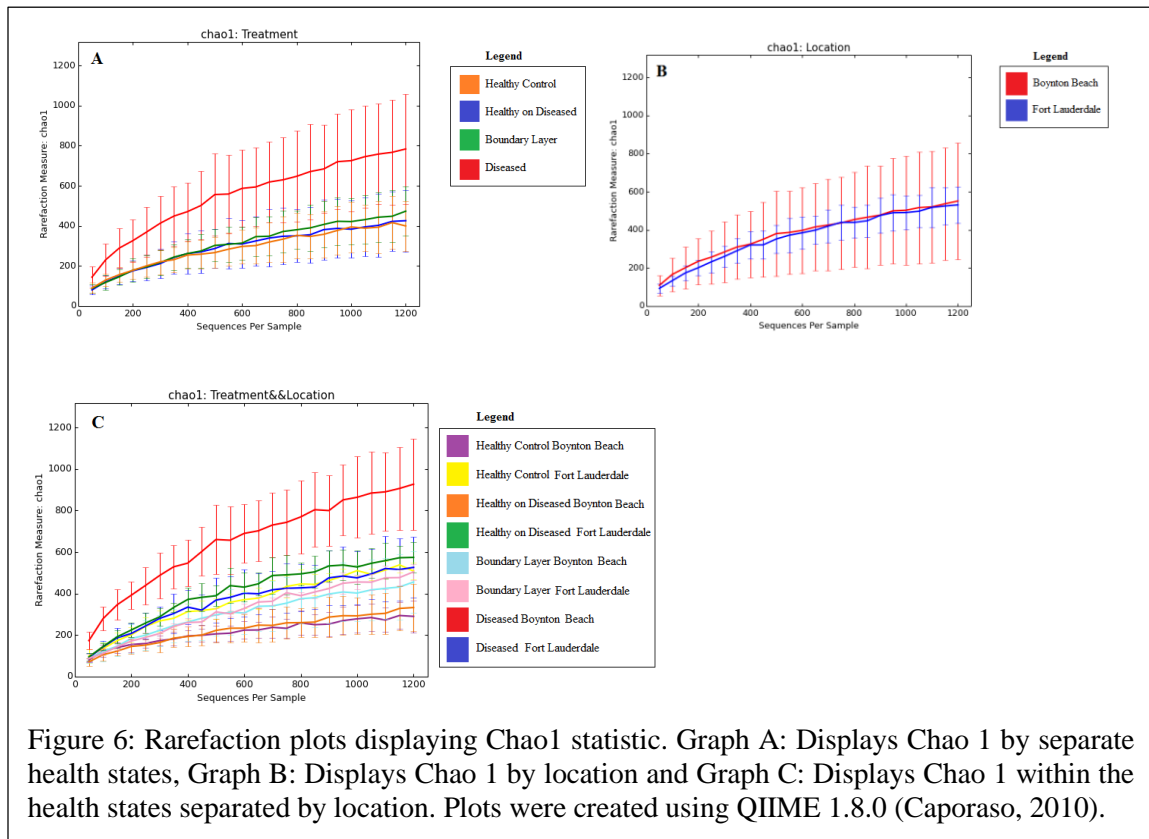 chao1: Treatment
A
Rarefaction Measure: chao1
1200
1000
800
600
400
200
0
0 200 400 600 800 1000 1200
Sequences Per Sample
Legend
Healthy Control
Healthy on Diseased
Boundary Layer
Diseased
chao1: Location
B
Rarefaction Measure: chao1
1200
1000
800
600
400
200
0
0 200 400 600 800 1000 1200
Sequences Per Sample
Legend
Boynton Beach
Fort Lauderdale
chao1: Treatment&&Location
C
Rarefaction Measure: chao1
1200
1000
800
600
400
200
0
0 200 400 600 800 1000 1200
Sequences Per Sample
Legend
Healthy Control Boynton Beach
Healthy Control Fort Lauderdale
Healthy on Diseased Boynton Beach
Healthy on Diseased Fort Lauderdale
Boundary Layer Boynton Beach
Boundary Layer Fort Lauderdale
Diseased Boynton Beach
Diseased Fort Lauderdale
Figure 6: Rarefaction plots displaying Chao1 statistic. Graph A: Displays Chao 1 by separate
health states, Graph B: Displays Chao 1 by location and Graph C: Displays Chao 1 within the
health states separated by location. Plots were created using QIIME 1.8.0 (Caporaso, 2010).